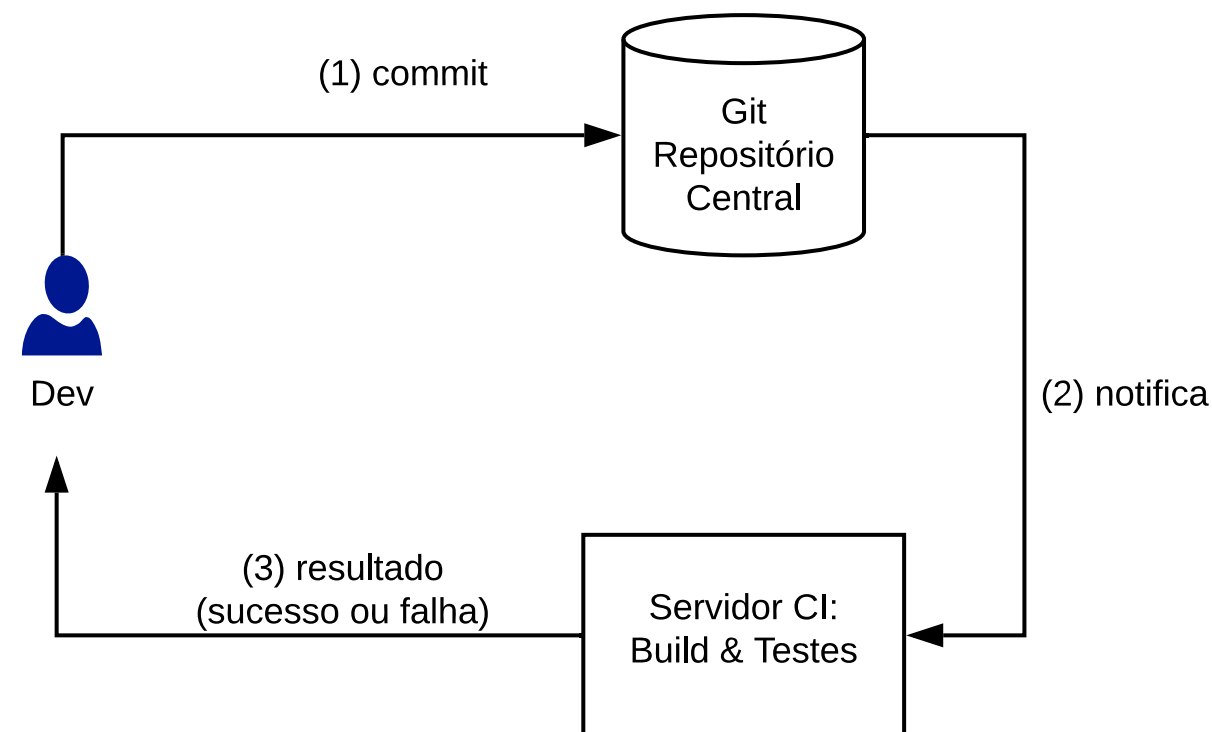 (1) commit
Git
Repositório
Central
Dev
(2) notifica
(3) resultado
(sucesso ou falha)
Servidor CI:
Build & Testes